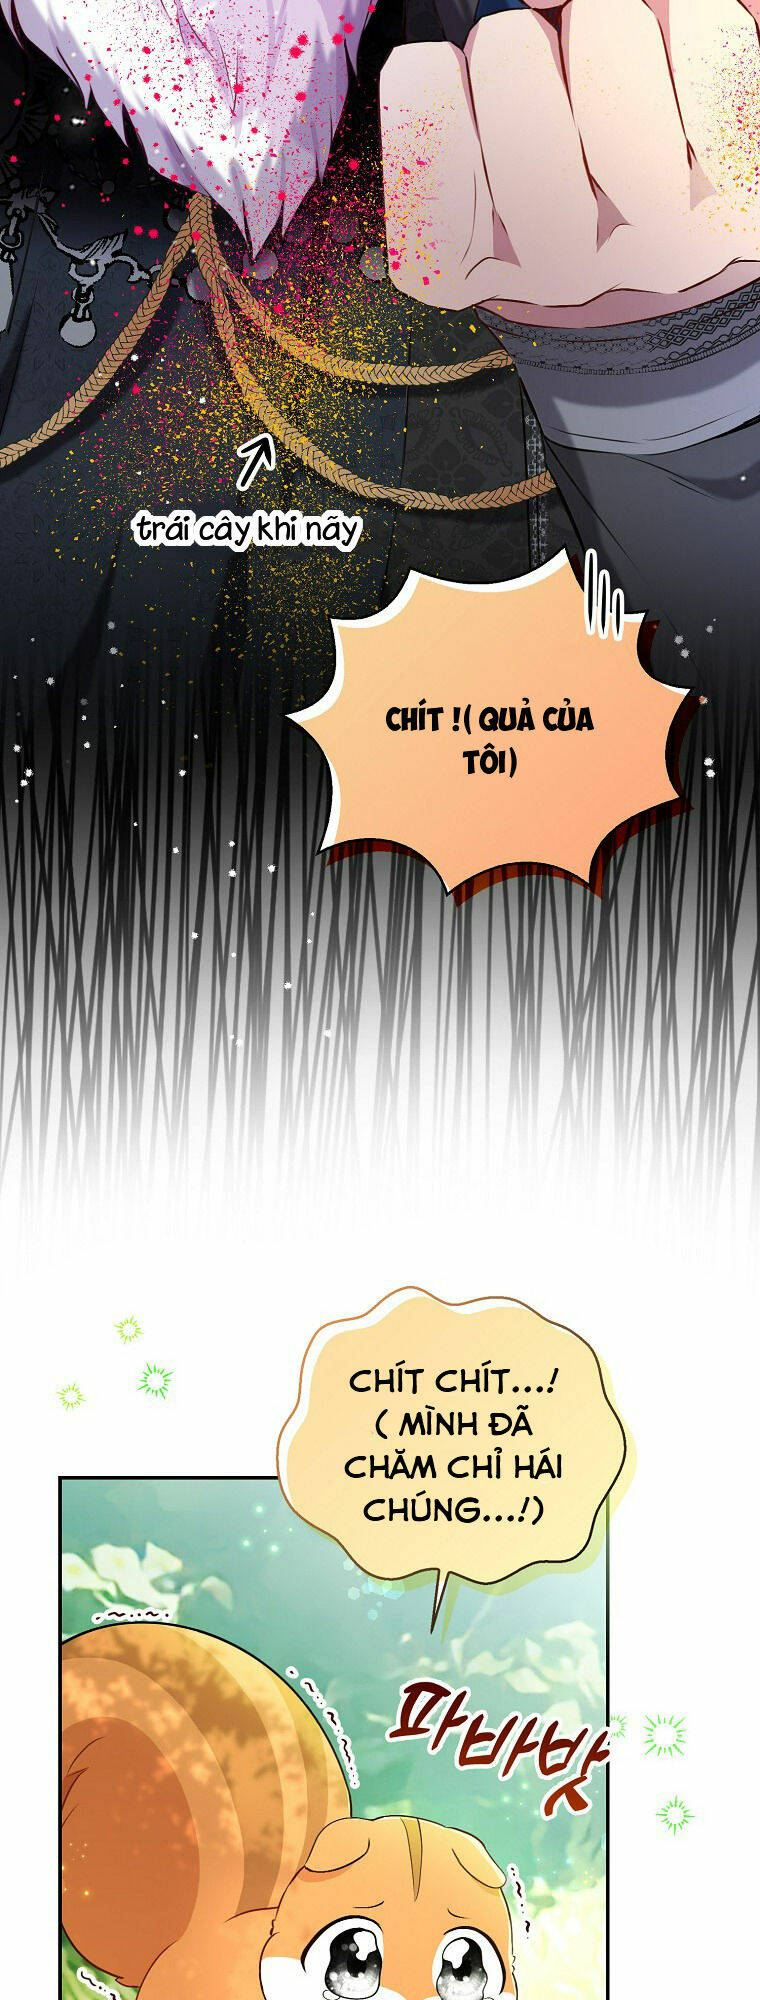 trái cây khi nãy
CHÍT !( QUẢ CỦA
TÔI)
CHÍT CHÍT...!
( MÌNH ĐÃ
CHĂM CHỈ HÁI
CHÚNG...!)
파바밧